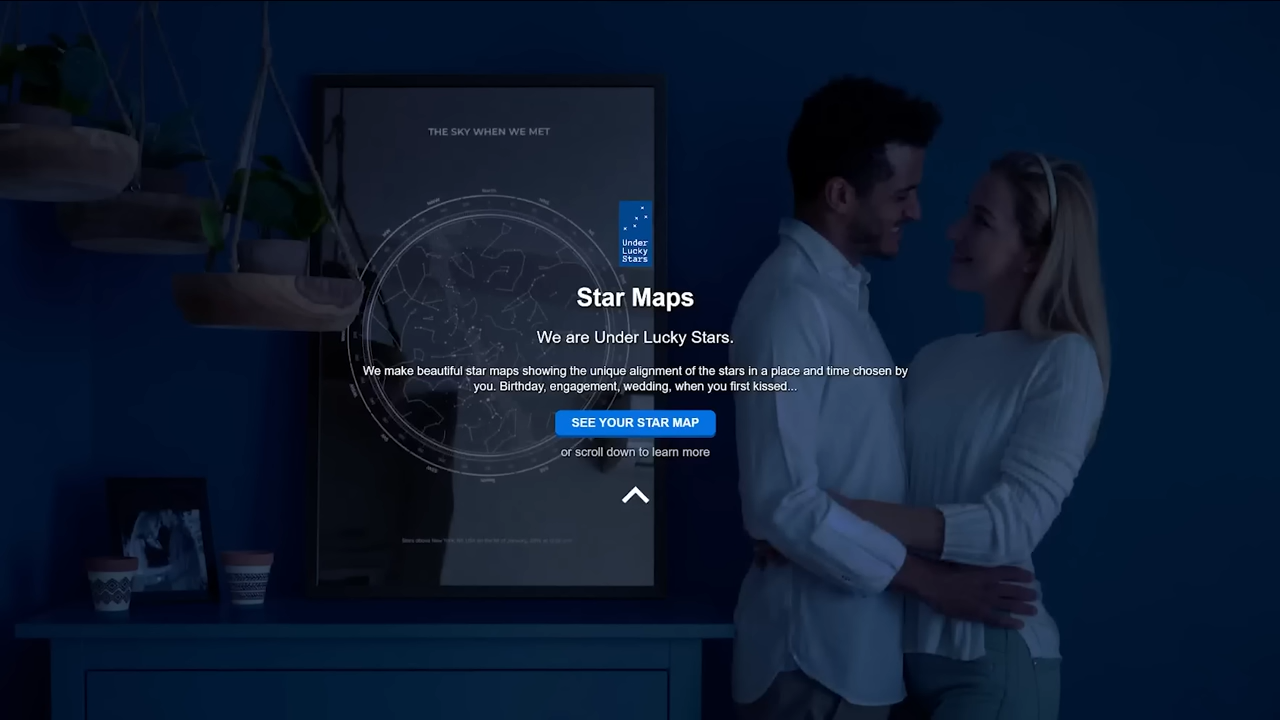 THE SKY WHEN WE MET
Under
Lucky
Stars
Star Maps
We are Under Lucky Stars.
We make beautiful star maps showing the unique alignment of the stars in a place and time chosen by
you. Birthday, engagement, wedding, when you first kissed...
SEE YOUR STAR MAP
or scroll down to learn more